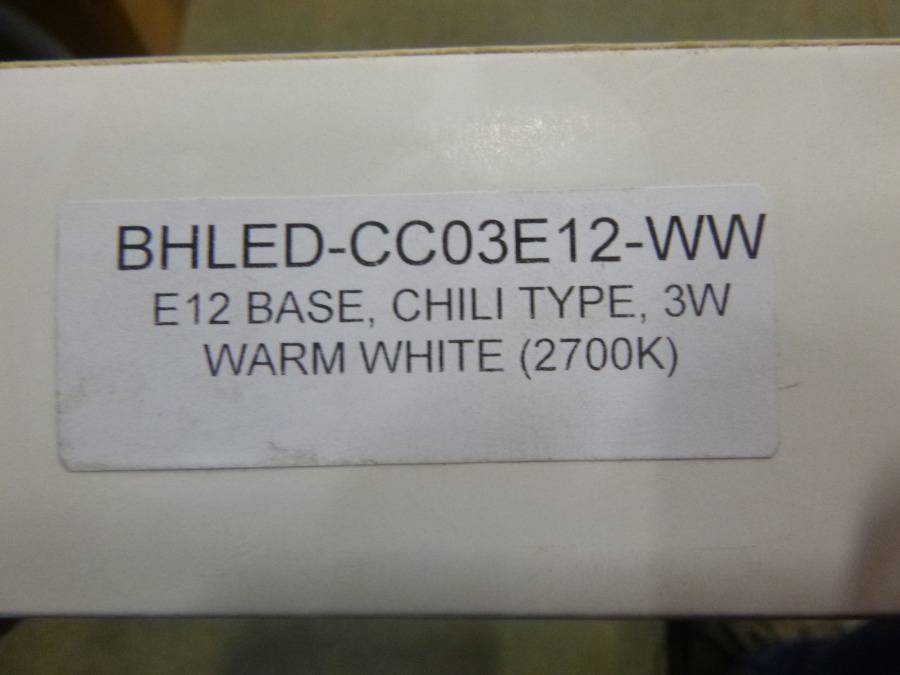 BHLED-CC03E12-WW
E12 BASE, CHILI TYPE, 3W
WARM WHITE (2700K)